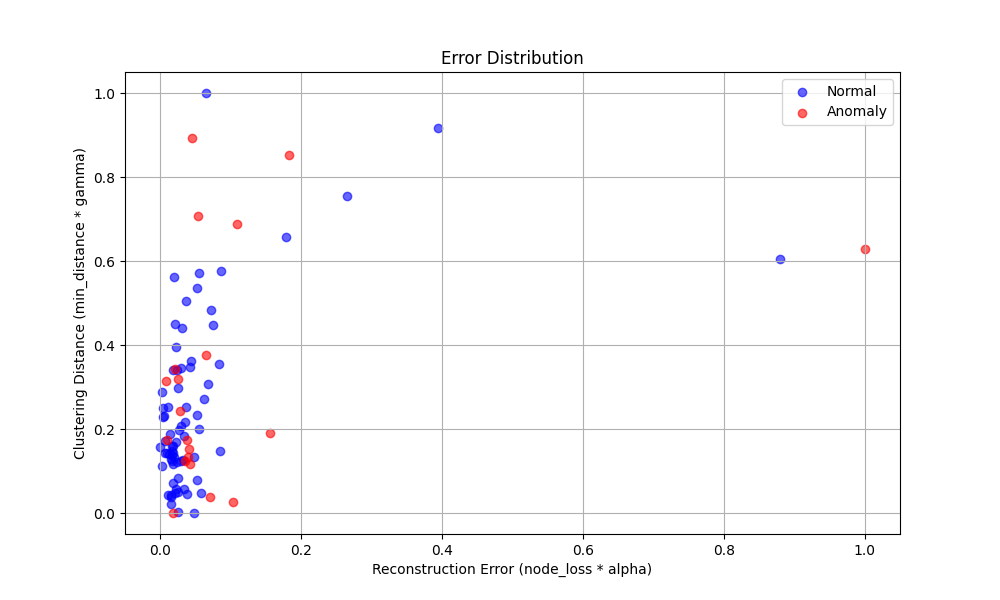 Error Distribution
Normal
Anomaly
Clustering Distance (min_distance * gamma)
1.0
0.8
0.6
0.4
0.2
0.0
0.0 0.2 0.4 0.6 0.8 1.0
Reconstruction Error (node_loss * alpha)